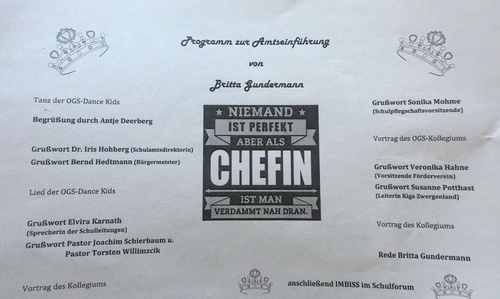 Programm zur Amtseinführung
von
Britta Gundermann
Tanz der OGS-Dance Kids
Begrüßung durch Antje Deerberg
Grußwort Dr. Iris Hohberg (Schulamtsdirektorin)
Grußwort Bernd Hedtmann (Bürgermeister)
Lied der OGS-Dance Kids
Grußwort Elvira Karnath
(Sprecherin der Schulleitungen)
Grußwort Pastor Joachim Schierbaum u.
Pastor Torsten Willimzcik
Vortrag des Kollegiums
NIEMAND
IST PERFEKT
ABER ALS
CHEFIN
IST MAN
VERDAMMT NAH DRAN.
Grußwort Sonika Mohme
(Schulpflegschaftsvorsitzende)
Vortrag des OGS-Kollegiums
Grußwort Veronika Hahne
(Vorsitzende Förderverein)
Grußwort Susanne Potthast
(Leiterin Kiga Zwergenland)
Vortrag des Kollegiums
Rede Britta Gundermann
anschließend IMBISS im Schulforum